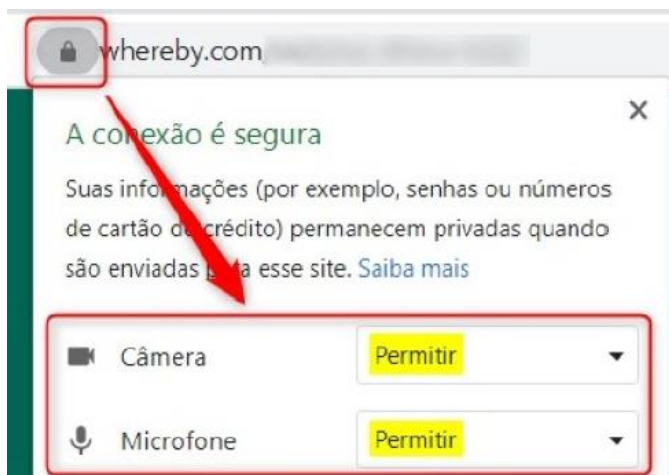 whereby.com
A conexão é segura
Suas informações (por exemplo, senhas ou números
de cartão de crédito) permanecem privadas quando
são enviadas para esse site. Saiba mais
Câmera Permitir
Microfone Permitir